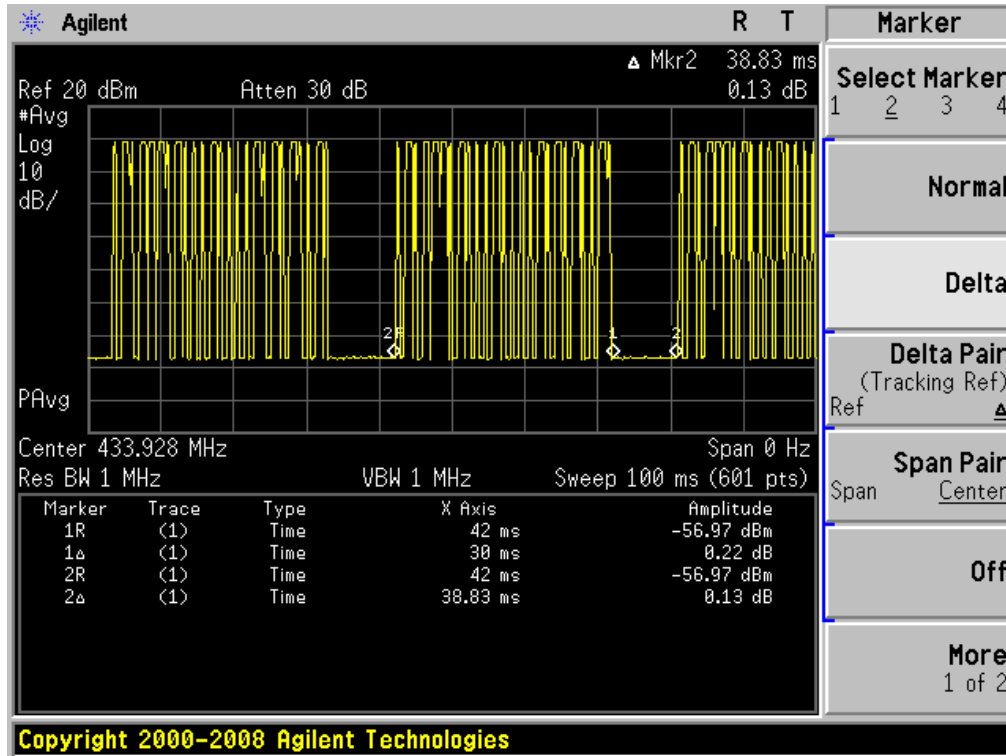 Agilent R T
Δ Mkr2 38.83 ms
Ref 20 dBm Atten 30 dB 0.13 dB
#Avg
Log
10
dB/
2R 1 2
PAvg
Center 433.928 MHz Span 0 Hz
Res BW 1 MHz VBW 1 MHz Sweep 100 ms (601 pts)
Marker Trace Type X Axis Amplitude
1R (1) Time 42 ms -56.97 dBm
1Δ (1) Time 30 ms 0.22 dB
2R (1) Time 42 ms -56.97 dBm
2Δ (1) Time 38.83 ms 0.13 dB
Marker
Select Marker
1 2 3 4
Normal
Delta
Delta Pair
(Tracking Ref)
Ref Δ
Span Pair
Span Center
Off
More
1 of 2
Copyright 2000-2008 Agilent Technologies